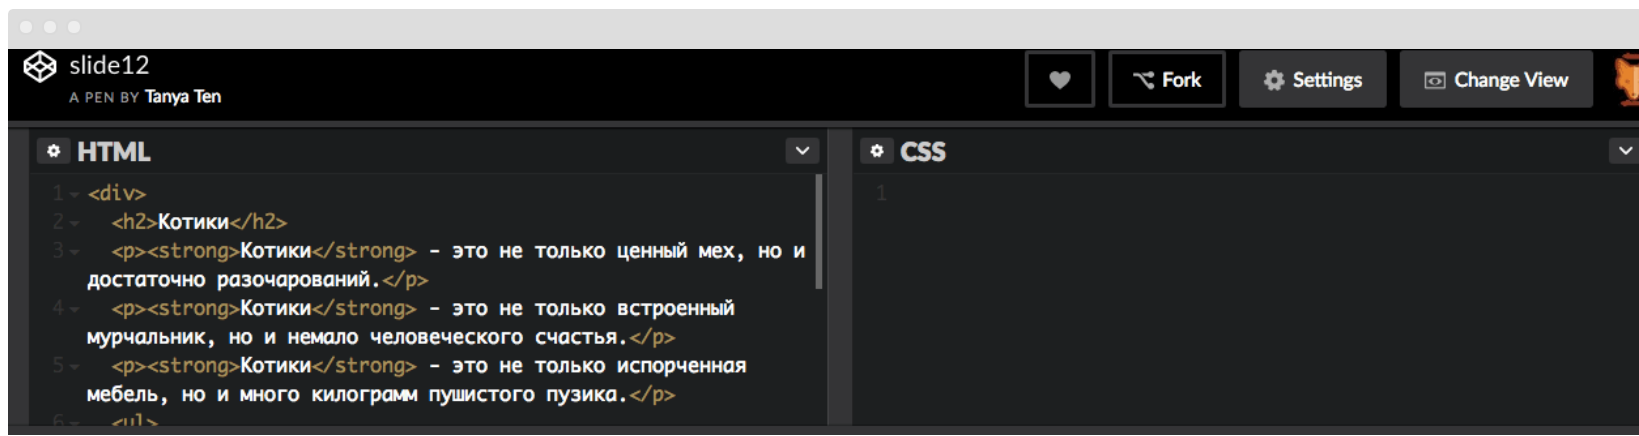 slide12
A PEN BY Tanya Ten
Fork
Settings
Change View
HTML
1 <div>
2 <h2>Котики</h2>
3 <p><strong>Котики</strong> - это не только ценный мех, но и
достаточно разочарований.</p>
4 <p><strong>Котики</strong> - это не только встроенный
мурчальник, но и немало человеческого счастья.</p>
5 <p><strong>Котики</strong> - это не только испорченная
мебель, но и много килограмм пушистого пузика.</p>
6 <ul>
CSS
1